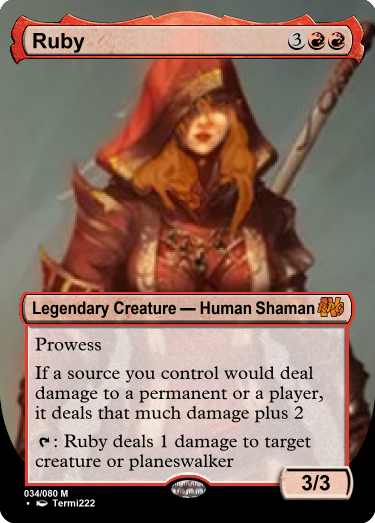 Ruby 3
Legendary Creature — Human Shaman
Prowess
If a source you control would deal
damage to a permanent or a player,
it deals that much damage plus 2
: Ruby deals 1 damage to target
creature or planeswalker
3/3
034/080 M
• Termi222